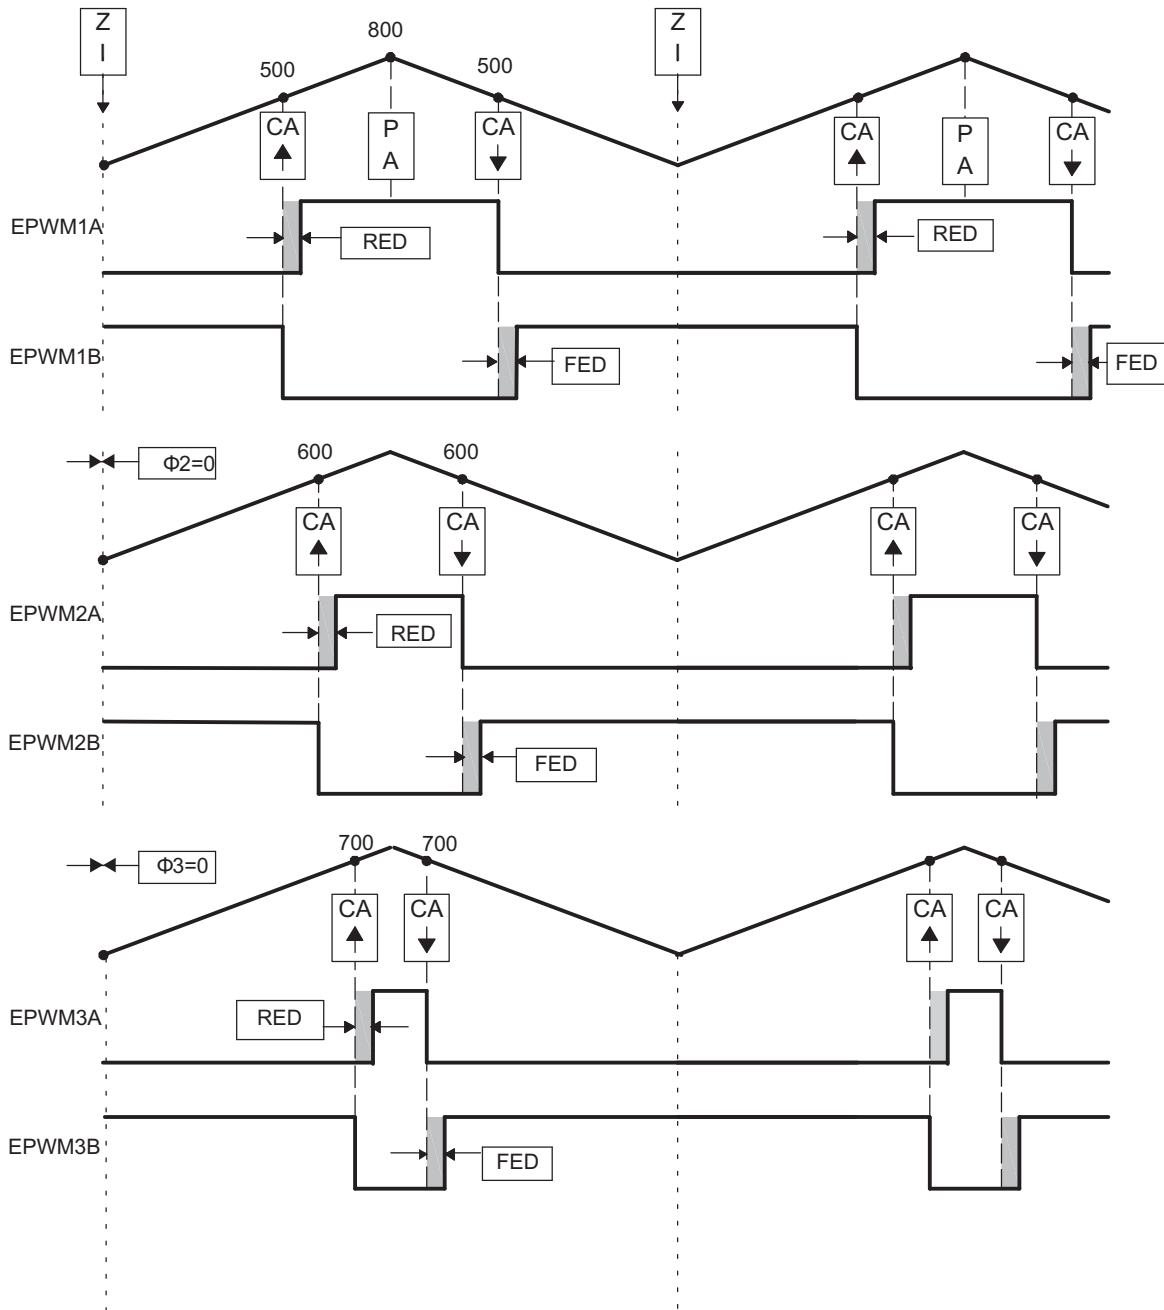 Z
I
800
Z
I
500
500
CA
P
A
CA
CA
P
A
CA
EPWM1A
RED
RED
EPWM1B
FED
FED
Φ2=0
600
600
CA
CA
CA
CA
EPWM2A
RED
EPWM2B
FED
Φ3=0
700
700
CA
CA
CA
CA
EPWM3A
RED
EPWM3B
FED